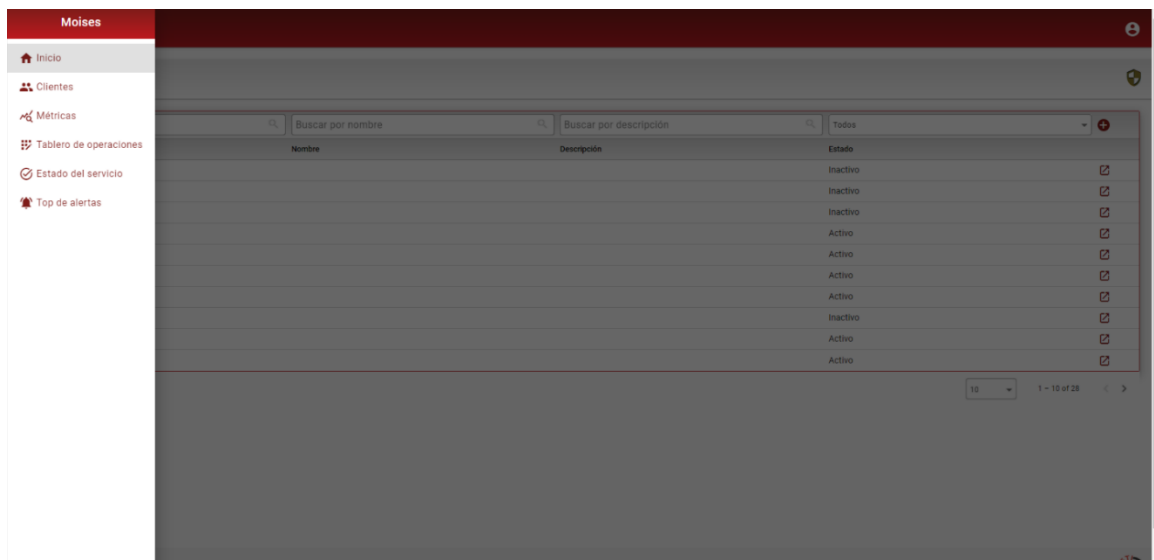 Moises
Inicio
Clientes
Métricas
Tablero de operaciones
Estado del servicio
Top de alertas
Buscar por nombre Buscar por descripción Todos
Nombre Descripción Estado
Inactivo
Inactivo
Inactivo
Activo
Activo
Activo
Activo
Inactivo
Activo
Activo
10 1 – 10 of 28